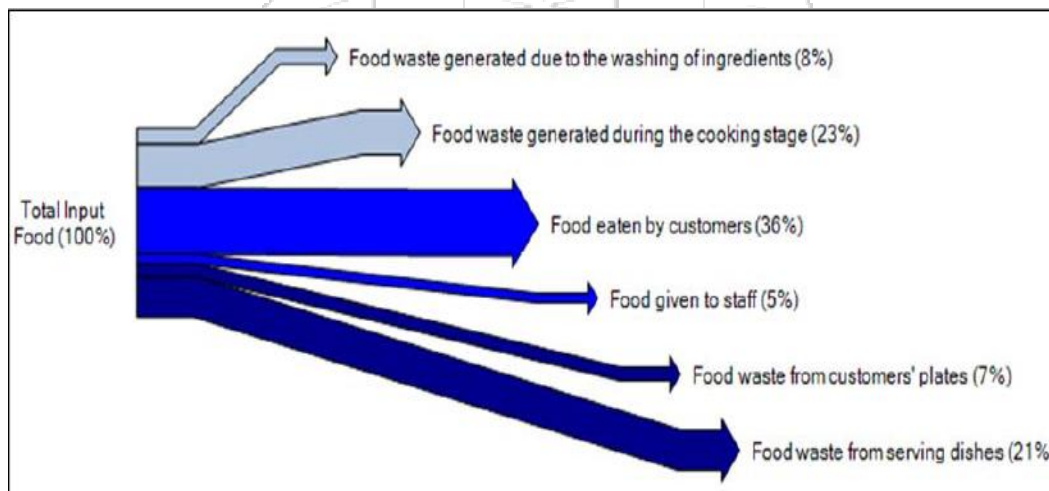 Food waste generated due to the washing of ingredients (8%)
Food waste generated during the cooking stage (23%)
Total Input
Food (100%)
Food eaten by customers (36%)
Food given to staff (5%)
Food waste from customers' plates (7%)
Food waste from serving dishes (21%